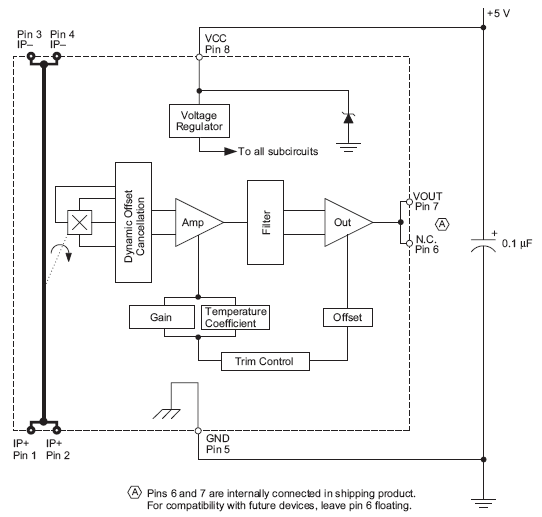 +5 V
Pin 3 Pin 4
IP– IP–
VCC
Pin 8
Voltage
Regulator
To all subcircuits
Dynamic Offset
Cancellation
Amp
Filter
Out
VOUT
Pin 7
A
N.C.
Pin 6
+
0.1 µF
Gain
Temperature
Coefficient
Offset
Trim Control
IP+ IP+
Pin 1 Pin 2
GND
Pin 5
A Pins 6 and 7 are internally connected in shipping product.
For compatibility with future devices, leave pin 6 floating.